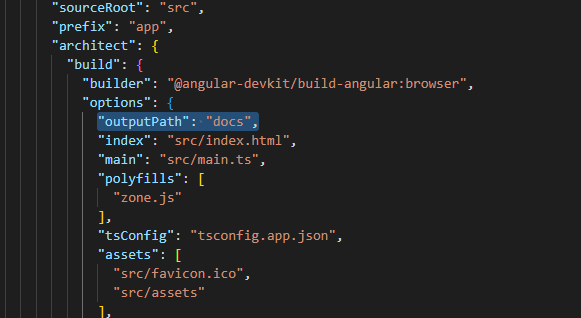 "sourceRoot": "src",
"prefix": "app",
"architect": {
"build": {
"builder": "@angular-devkit/build-angular:browser",
"options": {
"outputPath": "docs",
"index": "src/index.html",
"main": "src/main.ts",
"polyfills": [
"zone.js"
],
"tsConfig": "tsconfig.app.json",
"assets": [
"src/favicon.ico",
"src/assets"
],